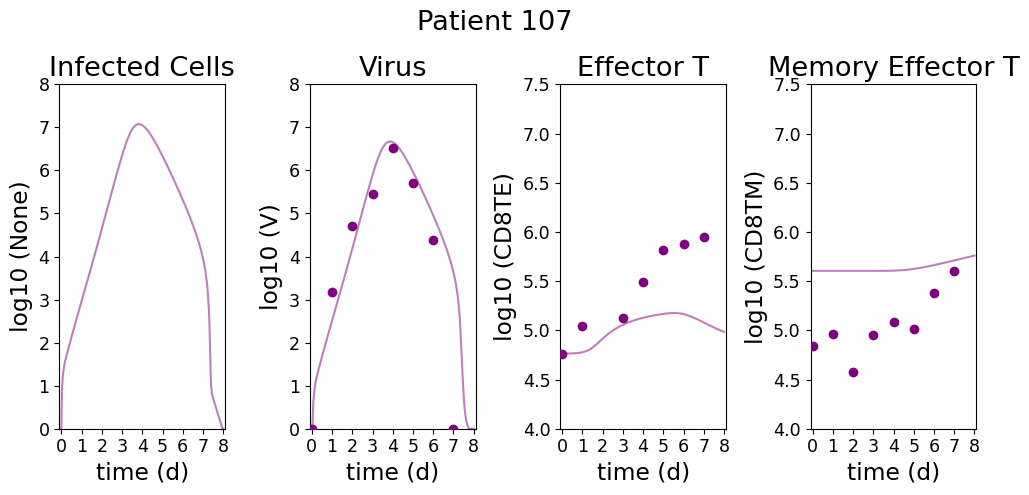 Patient 107
Infected Cells
log10 (None)
8
7
6
5
4
3
2
1
0
0 1 2 3 4 5 6 7 8
time (d)
Virus
log10 (V)
8
7
6
5
4
3
2
1
0
0 1 2 3 4 5 6 7 8
time (d)
Effector T
log10 (CD8TE)
7.5
7.0
6.5
6.0
5.5
5.0
4.5
4.0
0 1 2 3 4 5 6 7 8
time (d)
Memory Effector T
log10 (CD8TM)
7.5
7.0
6.5
6.0
5.5
5.0
4.5
4.0
0 1 2 3 4 5 6 7 8
time (d)